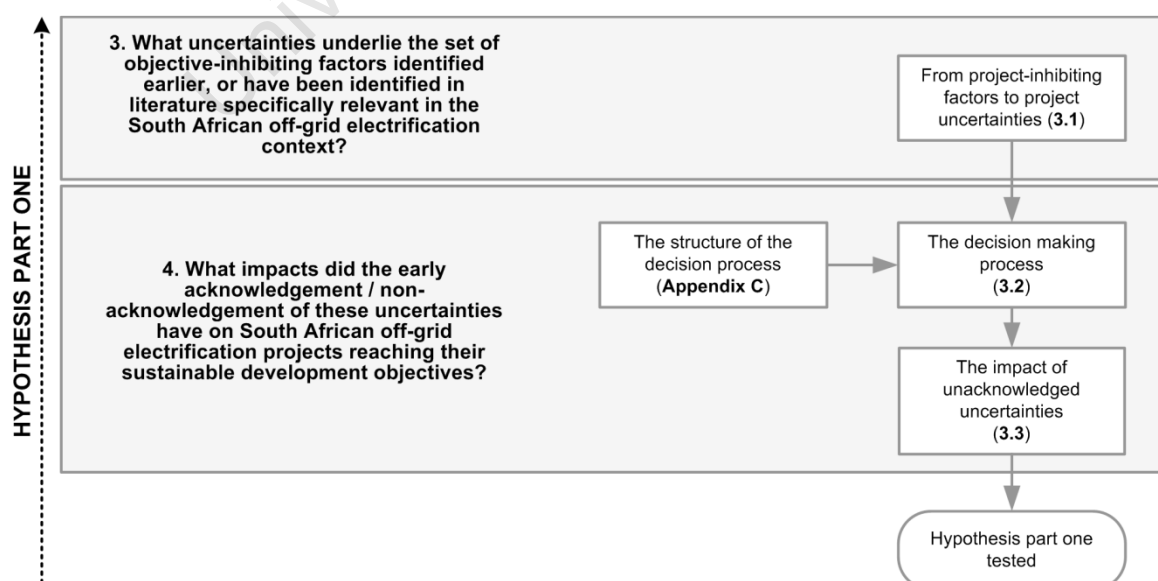 HYPOTHESIS PART ONE
3. What uncertainties underlie the set of
objective-inhibiting factors identified
earlier, or have been identified in
literature specifically relevant in the
South African off-grid electrification
context?
From project-inhibiting
factors to project
uncertainties (3.1)
4. What impacts did the early
acknowledgement / non-
acknowledgement of these uncertainties
have on South African off-grid
electrification projects reaching their
sustainable development objectives?
The structure of the
decision process
(Appendix C)
The decision making
process
(3.2)
The impact of
unacknowledged
uncertainties
(3.3)
Hypothesis part one
tested